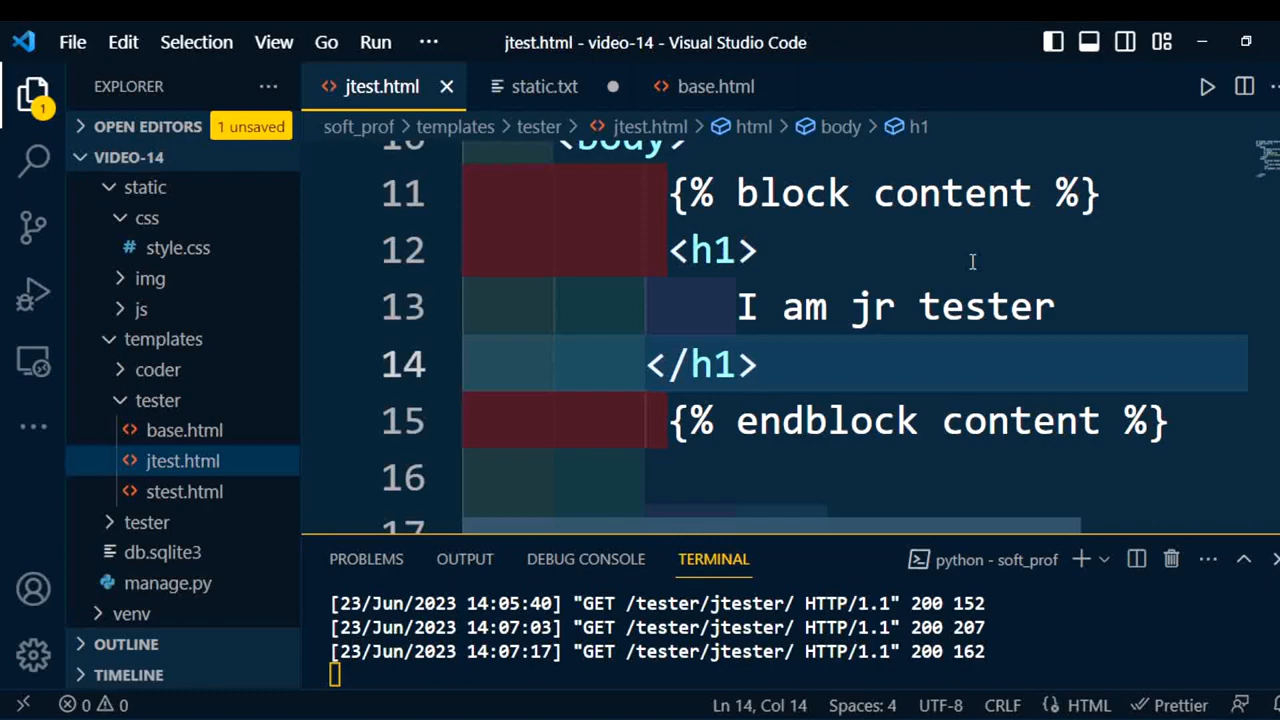 File Edit Selection View Go Run ··· jtest.html - video-14 - Visual Studio Code
EXPLORER ···
1
OPEN EDITORS 1 unsaved
VIDEO-14
static
css
# style.css
img
js
templates
coder
tester
base.html
jtest.html
stest.html
tester
db.sqlite3
manage.py
venv
OUTLINE
TIMELINE
jtest.html static.txt base.html
soft_prof > templates > tester > jtest.html > html > body > h1
10 <body>
11 {% block content %}
12 <h1>
13 I am jr tester
14 </h1>
15 {% endblock content %}
16
17
PROBLEMS OUTPUT DEBUG CONSOLE TERMINAL python - soft_prof
[23/Jun/2023 14:05:40] "GET /tester/jtester/ HTTP/1.1" 200 152
[23/Jun/2023 14:07:03] "GET /tester/jtester/ HTTP/1.1" 200 207
[23/Jun/2023 14:07:17] "GET /tester/jtester/ HTTP/1.1" 200 162
0 0 Ln 14, Col 14 Spaces: 4 UTF-8 CRLF HTML Prettier